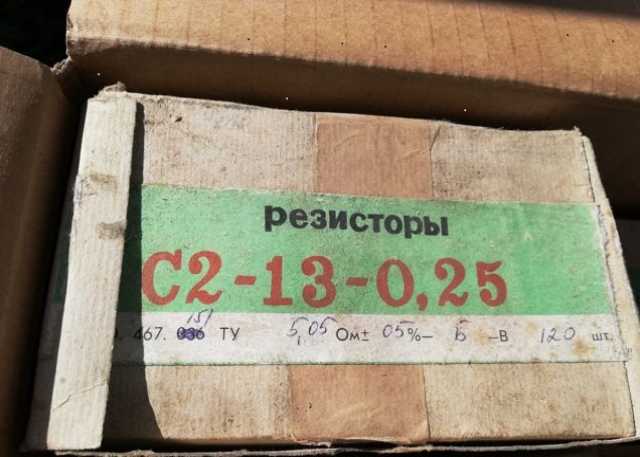 резисторы
С2-13-0,25
. 467. 036 151 ТУ 5,05 Ом± 05%– Б –В 120 шт.